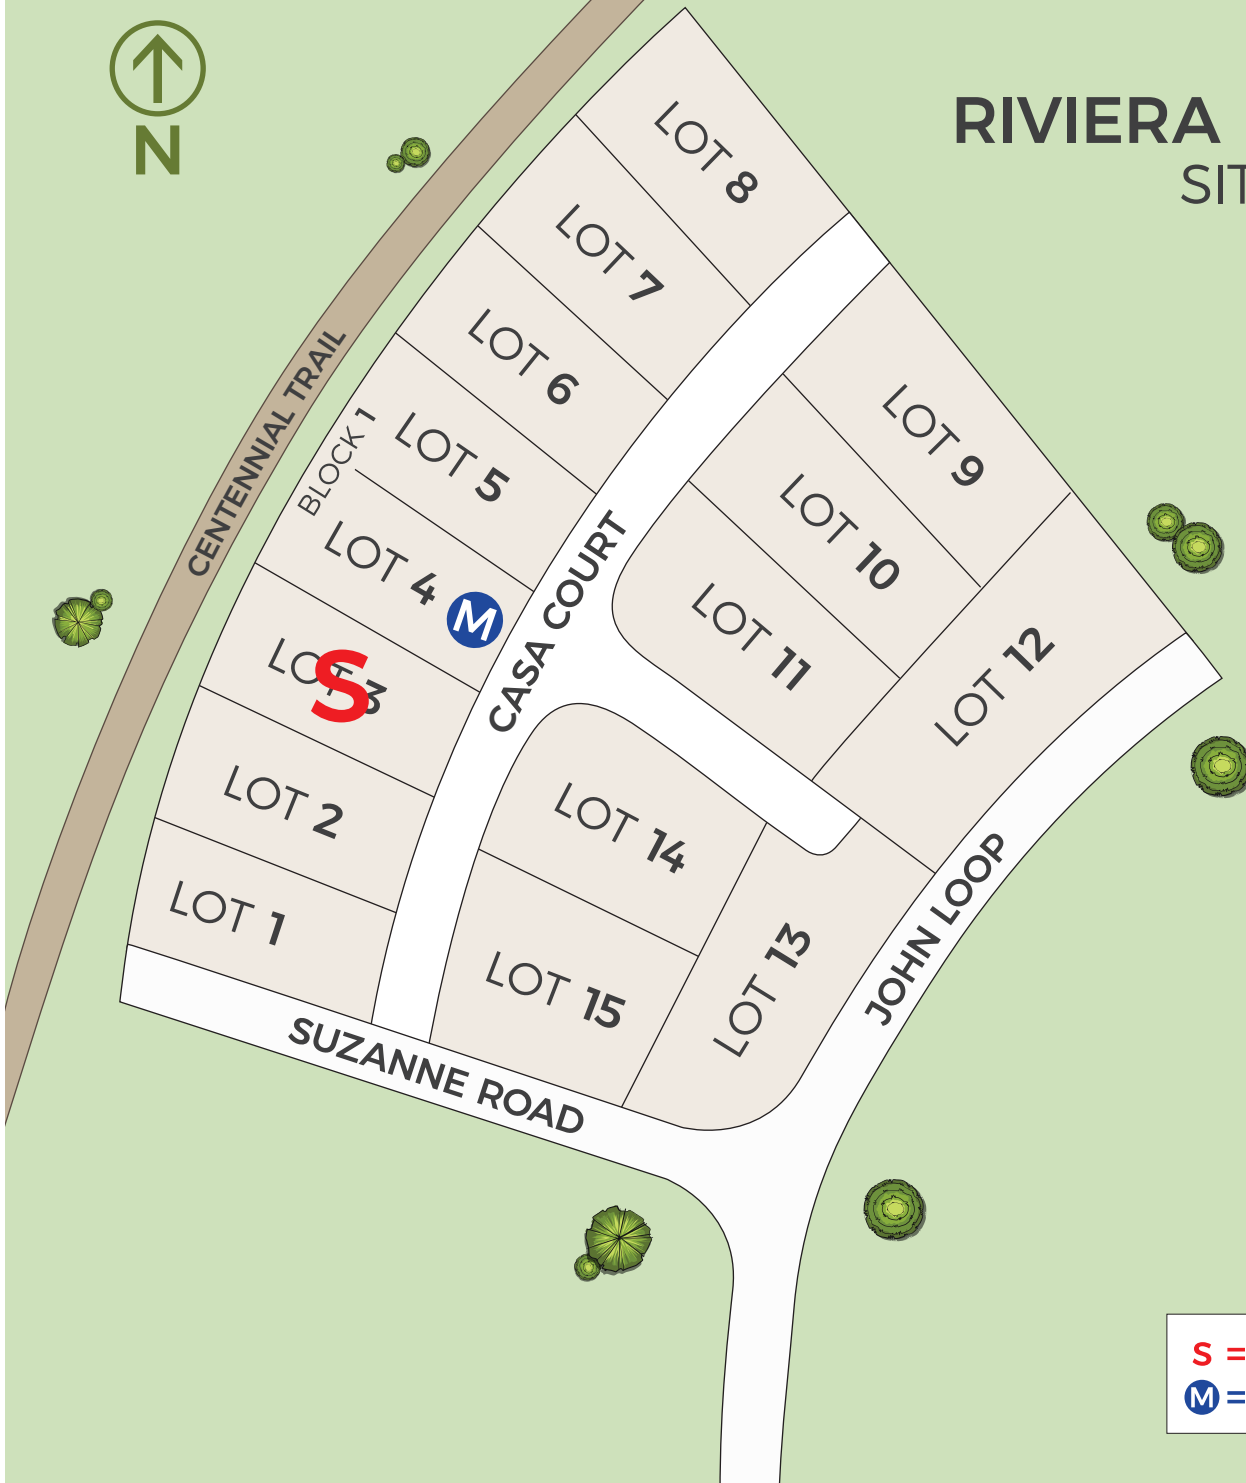 N
RIVIERA
SIT
LOT 8
LOT 7
LOT 6
CENTENNIAL TRAIL
BLOCK 1
LOT 5
LOT 9
LOT 4
M
LOT 10
CASA COURT
LOT 11
LOT 3
S
LOT 12
LOT 2
LOT 14
LOT 1
LOT 15
LOT 13
JOHN LOOP
SUZANNE ROAD
S =
M =